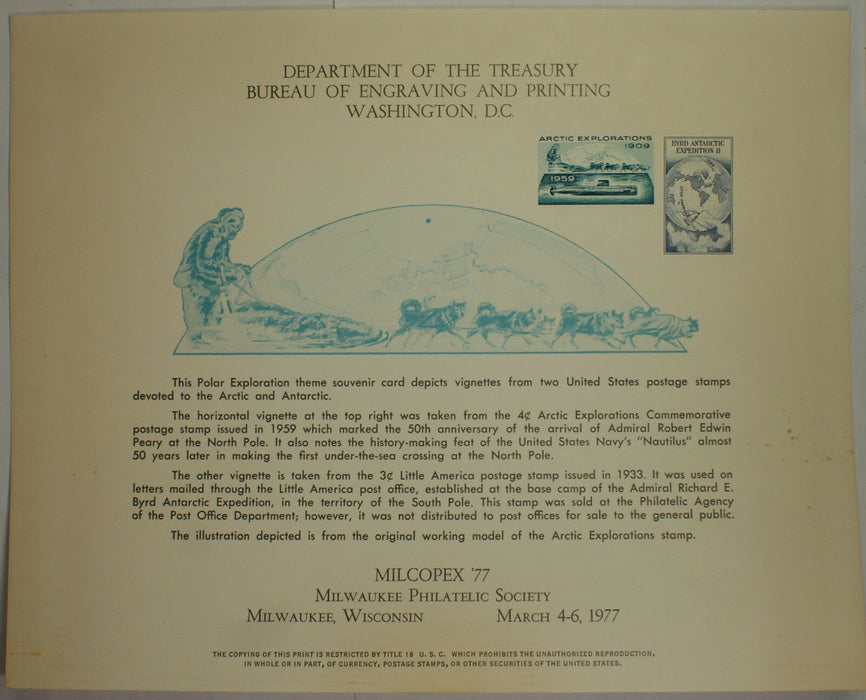 DEPARTMENT OF THE TREASURY
BUREAU OF ENGRAVING AND PRINTING
WASHINGTON, D.C.
ARCTIC EXPLORATIONS
1909
1959
BYRD ANTARCTIC
EXPEDITION II
This Polar Exploration theme souvenir card depicts vignettes from two United States postage stamps
devoted to the Arctic and Antarctic.
The horizontal vignette at the top right was taken from the 4¢ Arctic Explorations Commemorative
postage stamp issued in 1959 which marked the 50th anniversary of the arrival of Admiral Robert Edwin
Peary at the North Pole. It also notes the history-making feat of the United States Navy's "Nautilus" almost
50 years later in making the first under-the-sea crossing at the North Pole.
The other vignette is taken from the 3¢ Little America postage stamp issued in 1933. It was used on
letters mailed through the Little America post office, established at the base camp of the Admiral Richard E.
Byrd Antarctic Expedition, in the territory of the South Pole. This stamp was sold at the Philatelic Agency
of the Post Office Department; however, it was not distributed to post offices for sale to the general public.
The illustration depicted is from the original working model of the Arctic Explorations stamp.
MILCOPEX '77
MILWAUKEE PHILATELIC SOCIETY
MILWAUKEE, WISCONSIN MARCH 4-6, 1977
THE COPYING OF THIS PRINT IS RESTRICTED BY TITLE 18 U. S. C. WHICH PROHIBITS THE UNAUTHORIZED REPRODUCTION,
IN WHOLE OR IN PART, OF CURRENCY, POSTAGE STAMPS, OR OTHER SECURITIES OF THE UNITED STATES.